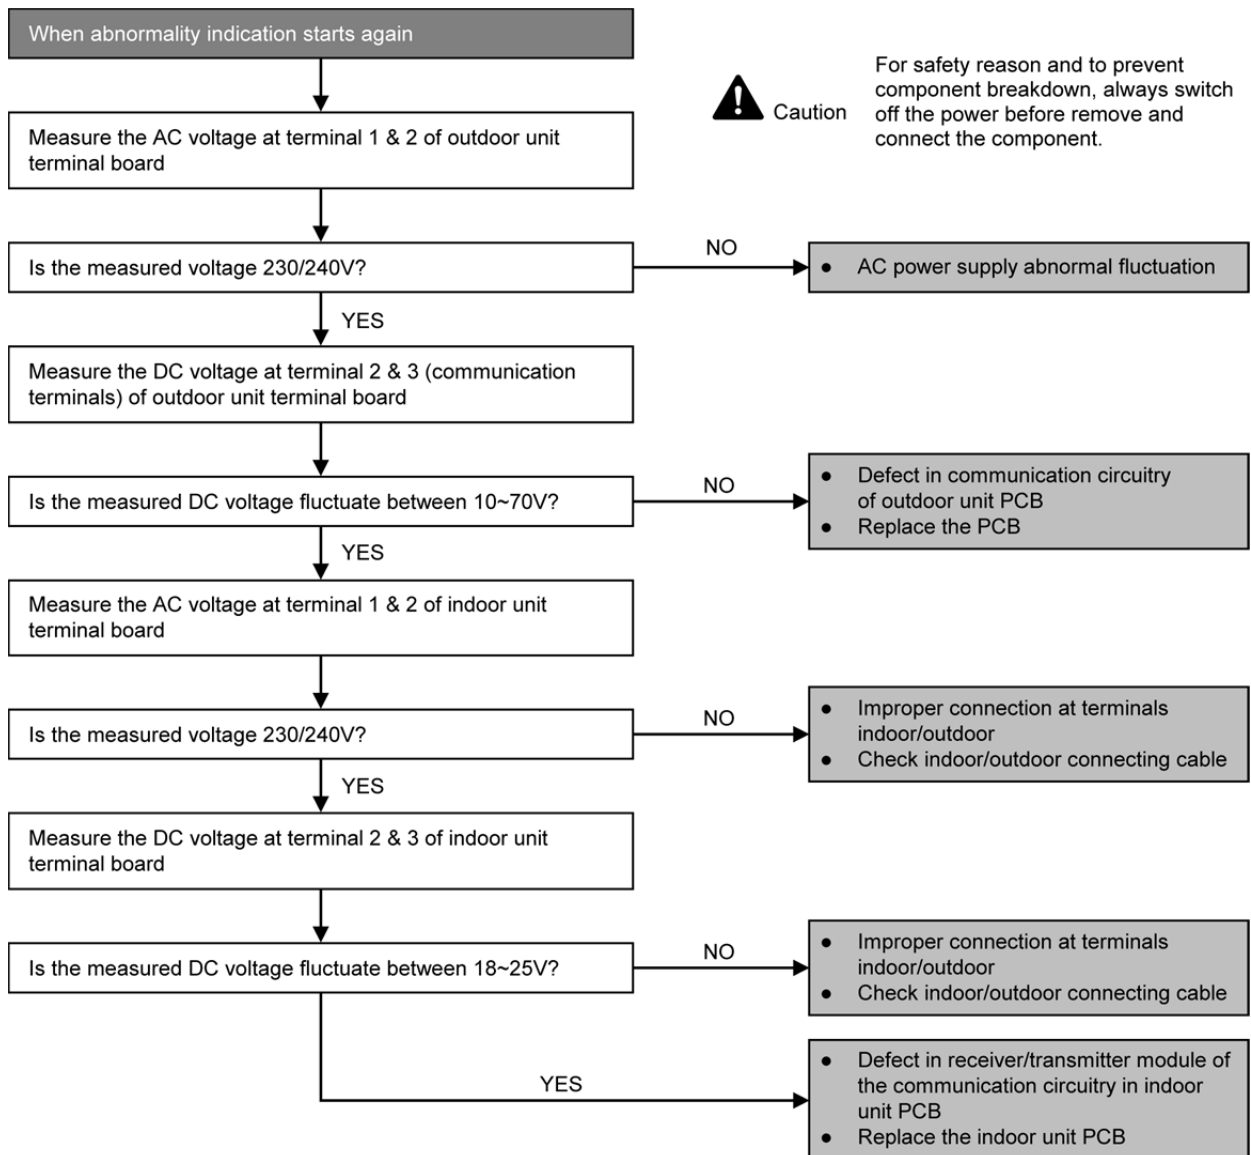 When abnormality indication starts again
Caution
For safety reason and to prevent
component breakdown, always switch
off the power before remove and
connect the component.
Measure the AC voltage at terminal 1 & 2 of outdoor unit
terminal board
Is the measured voltage 230/240V?
NO
● AC power supply abnormal fluctuation
YES
Measure the DC voltage at terminal 2 & 3 (communication
terminals) of outdoor unit terminal board
Is the measured DC voltage fluctuate between 10~70V?
NO
● Defect in communication circuitry
of outdoor unit PCB
● Replace the PCB
YES
Measure the AC voltage at terminal 1 & 2 of indoor unit
terminal board
Is the measured voltage 230/240V?
NO
● Improper connection at terminals
indoor/outdoor
● Check indoor/outdoor connecting cable
YES
Measure the DC voltage at terminal 2 & 3 of indoor unit
terminal board
Is the measured DC voltage fluctuate between 18~25V?
NO
● Improper connection at terminals
indoor/outdoor
● Check indoor/outdoor connecting cable
YES
● Defect in receiver/transmitter module of
the communication circuitry in indoor
unit PCB
● Replace the indoor unit PCB